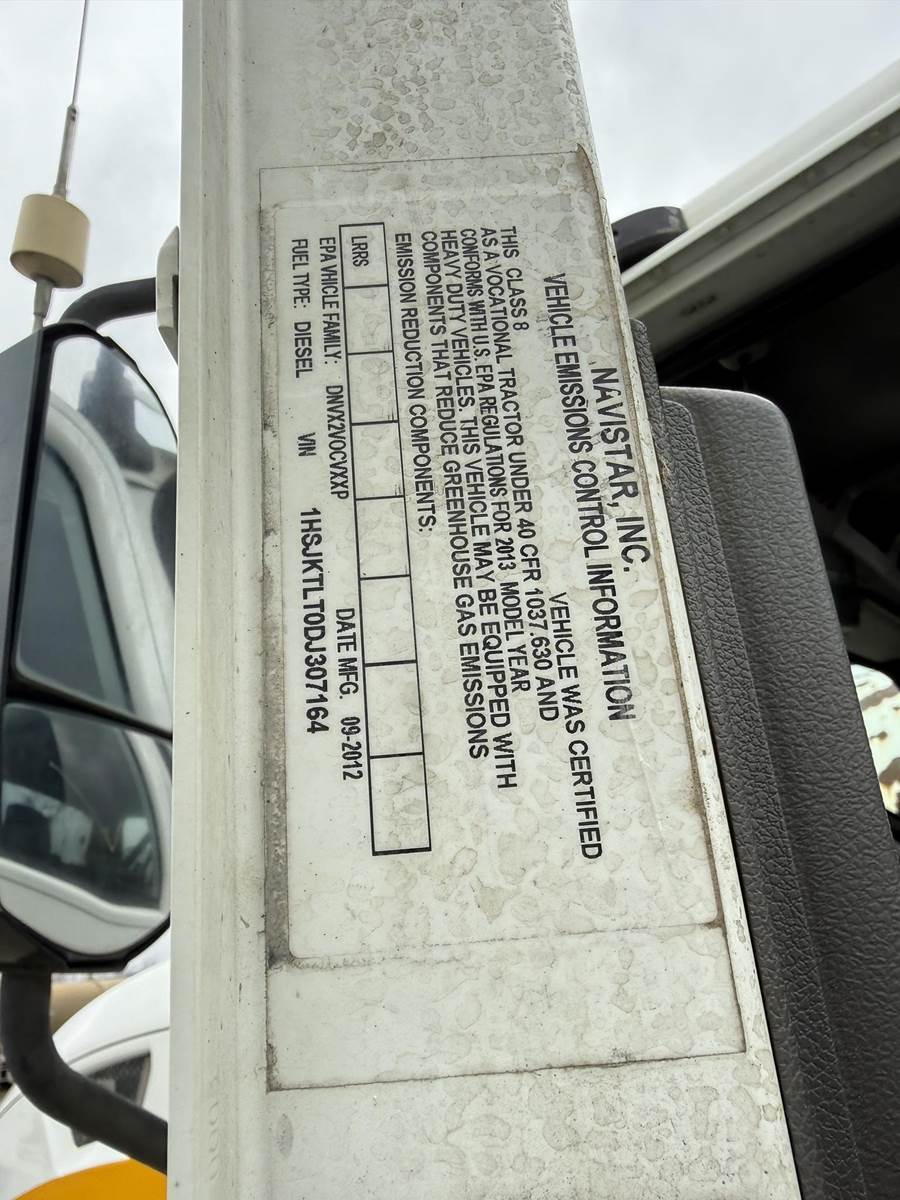 NAVISTAR, INC.
VEHICLE EMISSIONS CONTROL INFORMATION
THIS CLASS 8 VEHICLE WAS CERTIFIED
AS A VOCATIONAL TRACTOR UNDER 40 CFR 1037.630 AND
CONFORMS WITH U.S. EPA REGULATIONS FOR 2013 MODEL YEAR
HEAVY DUTY VEHICLES. THIS VEHICLE MAY BE EQUIPPED WITH
COMPONENTS THAT REDUCE GREENHOUSE GAS EMISSIONS
EMISSION REDUCTION COMPONENTS:
LRRS
EPA VHICLE FAMILY: DNVX2VOCVXXP DATE MFG. 09-2012
FUEL TYPE: DIESEL VIN 1HSJKTLT0DJ307164